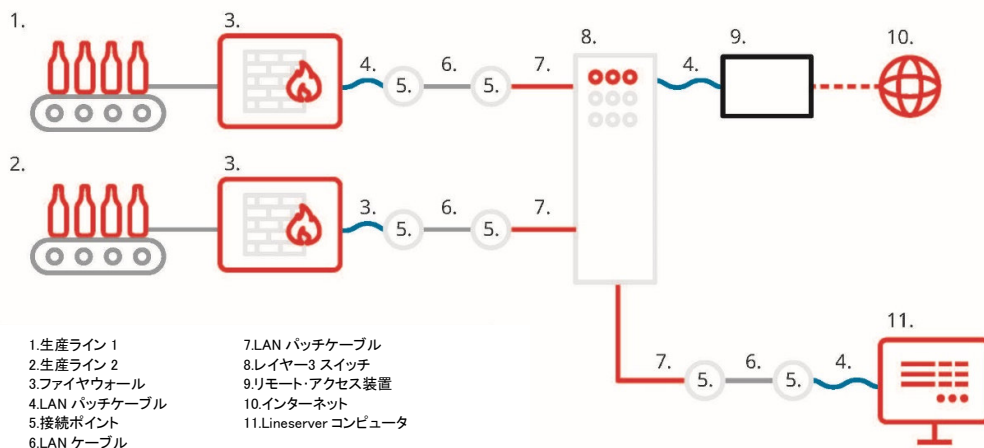 1.
3.
4.
5.
6.
5.
7.
8.
4.
9.
10.
2.
3.
3.
5.
6.
5.
7.
11.
7.
5.
6.
5.
4.
1.生産ライン 1
2.生産ライン 2
3.ファイヤウォール
4.LAN パッチケーブル
5.接続ポイント
6.LAN ケーブル
7.LAN パッチケーブル
8.レイヤー3 スイッチ
9.リモート・アクセス装置
10.インターネット
11.Lineserver コンピュータ